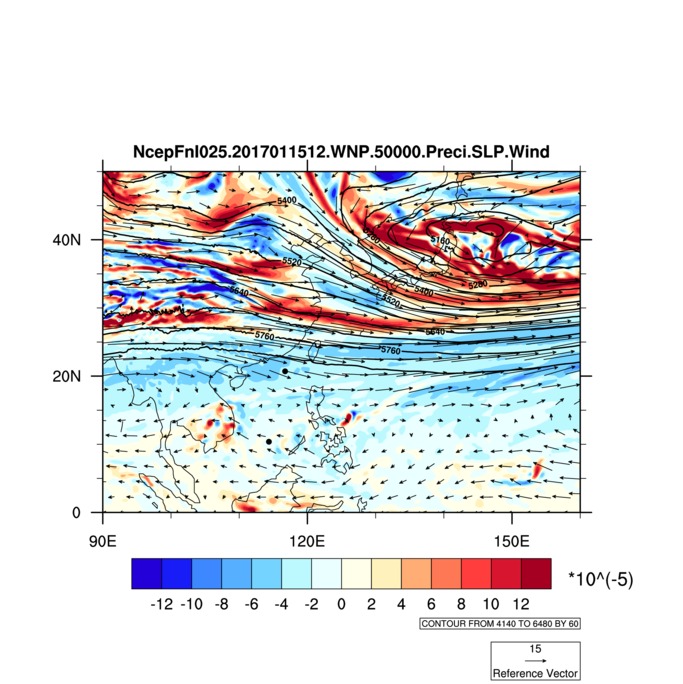 NcepFnl025.2017011512.WNP.50000.Preci.SLP.Wind
5400
40N
5160
5520
5280
5400
5640
5520
5640
5760
5760
20N
0
90E 120E 150E
-12 -10 -8 -6 -4 -2 0 2 4 6 8 10 12 *10^(-5)
CONTOUR FROM 4140 TO 6480 BY 60
15
Reference Vector